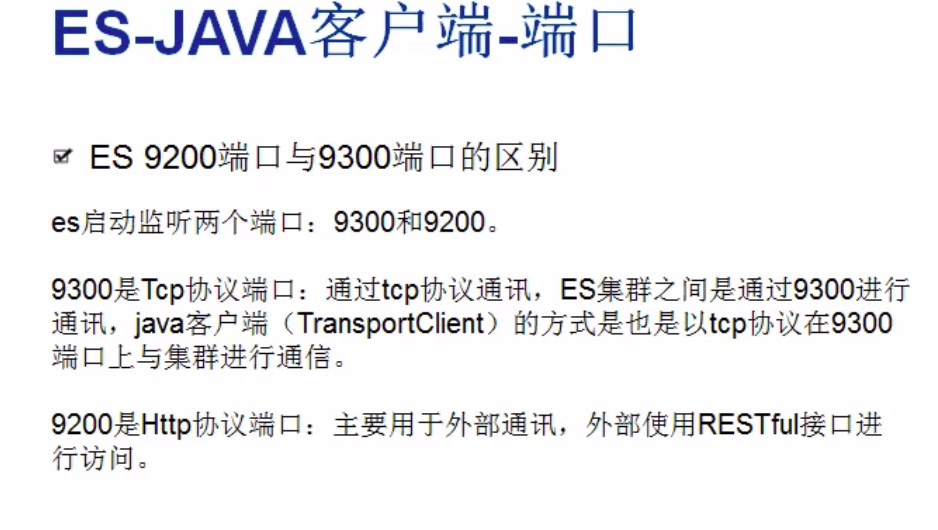 ES-JAVA客户端-端口
ES 9200端口与9300端口的区别
es启动监听两个端口：9300和9200。
9300是Tcp协议端口：通过tcp协议通讯，ES集群之间是通过9300进行
通讯，java客户端（TransportClient）的方式是也是以tcp协议在9300
端口上与集群进行通信。
9200是Http协议端口：主要用于外部通讯，外部使用RESTful接口进
行访问。